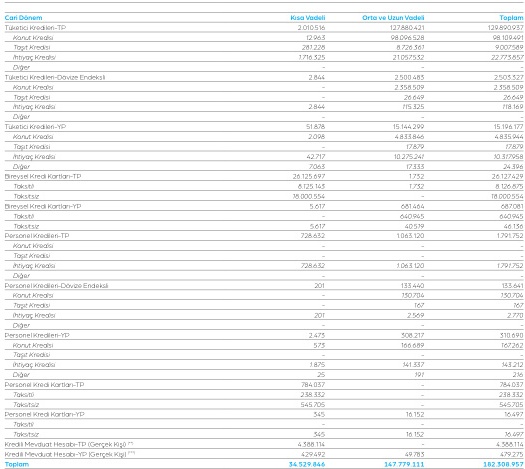 Cari Dönem Kısa Vadeli Orta ve Uzun Vadeli Toplam
Tüketici Kredileri-TP 2.010.516 127.880.421 129.890.937
Konut Kredisi 12.963 98.096.528 98.109.491
Taşıt Kredisi 281.228 8.726.361 9.007.589
İhtiyaç Kredisi 1.716.325 21.057.532 22.773.857
Diğer – – –
Tüketici Kredileri-Dövize Endeksli 2.844 2.500.483 2.503.327
Konut Kredisi – 2.358.509 2.358.509
Taşıt Kredisi – 26.649 26.649
İhtiyaç Kredisi 2.844 115.325 118.169
Diğer – – –
Tüketici Kredileri-YP 51.878 15.144.299 15.196.177
Konut Kredisi 2.098 4.833.846 4.835.944
Taşıt Kredisi – 17.879 17.879
İhtiyaç Kredisi 42.717 10.275.241 10.317.958
Diğer 7.063 17.333 24.396
Bireysel Kredi Kartları-TP 26.125.697 1.732 26.127.429
Taksitli 8.125.143 1.732 8.126.875
Taksitsiz 18.000.554 – 18.000.554
Bireysel Kredi Kartları-YP 5.617 681.464 687.081
Taksitli – 640.945 640.945
Taksitsiz 5.617 40.519 46.136
Personel Kredileri-TP 728.632 1.063.120 1.791.752
Konut Kredisi – – –
Taşıt Kredisi – – –
İhtiyaç Kredisi 728.632 1.063.120 1.791.752
Diğer – – –
Personel Kredileri-Dövize Endeksli 201 133.440 133.641
Konut Kredisi – 130.704 130.704
Taşıt Kredisi – 167 167
İhtiyaç Kredisi 201 2.569 2.770
Diğer – – –
Personel Kredileri-YP 2.473 308.217 310.690
Konut Kredisi 573 166.689 167.262
Taşıt Kredisi – – –
İhtiyaç Kredisi 1.875 141.337 143.212
Diğer 25 191 216
Personel Kredi Kartları-TP 784.037 – 784.037
Taksitli 238.332 – 238.332
Taksitsiz 545.705 – 545.705
Personel Kredi Kartları-YP 345 16.152 16.497
Taksitli – – –
Taksitsiz 345 16.152 16.497
Kredili Mevduat Hesabı-TP (Gerçek Kişi) 4.388.114 – 4.388.114
Kredili Mevduat Hesabı-YP (Gerçek Kişi) 429.492 49.783 479.275
Toplam 34.529.846 147.779.111 182.308.957